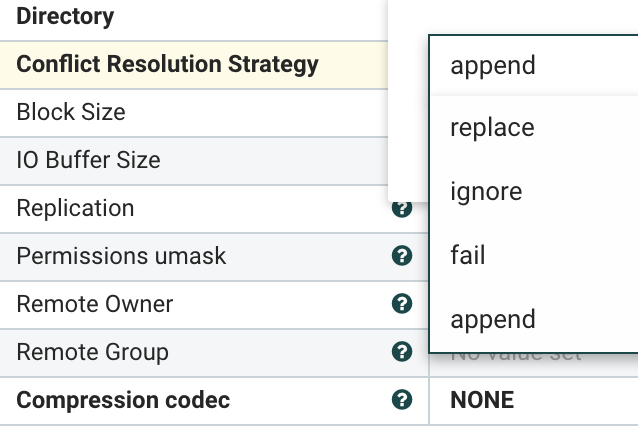 Directory
Conflict Resolution Strategy
append
Block Size
replace
IO Buffer Size
ignore
Replication
?
Permissions umask
?
fail
Remote Owner
?
append
Remote Group
?
No value set
Compression codec
?
NONE